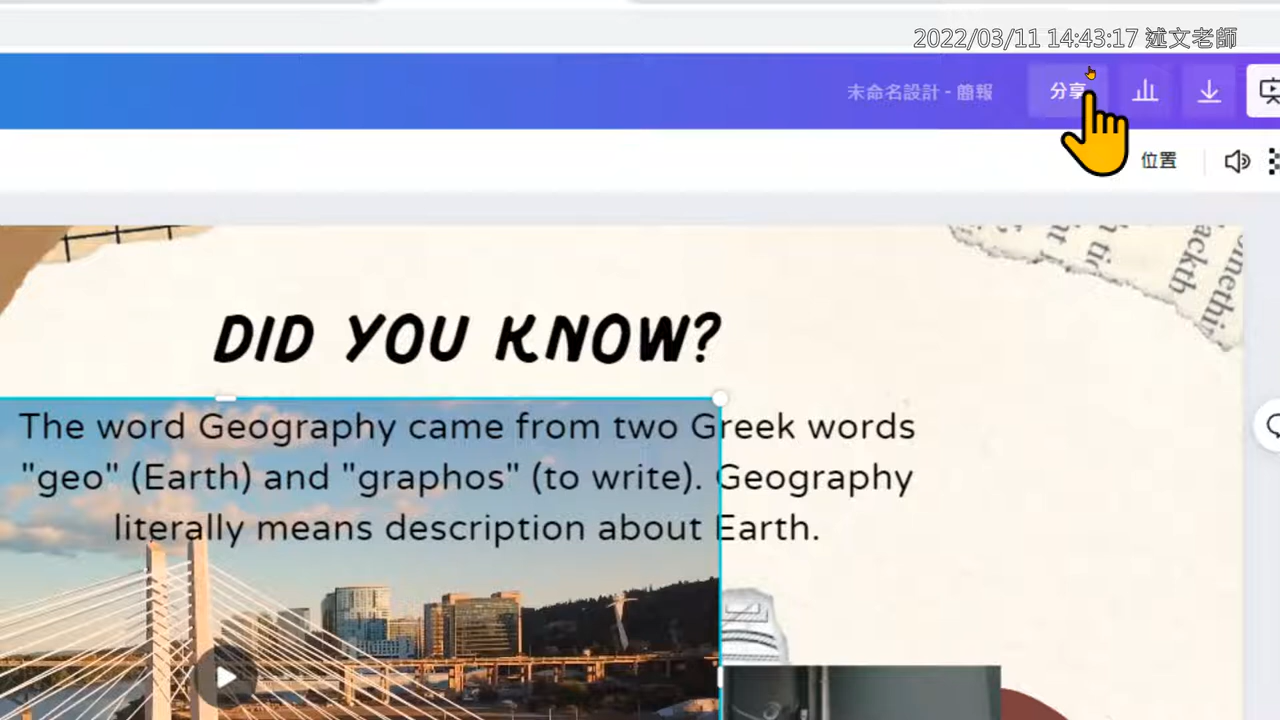 2022/03/11 14:43:17 述文老師
未命名設計 - 簡報
分享
位置
DID YOU KNOW?
The word Geography came from two Greek words
"geo" (Earth) and "graphos" (to write). Geography
literally means description about Earth.
ackth